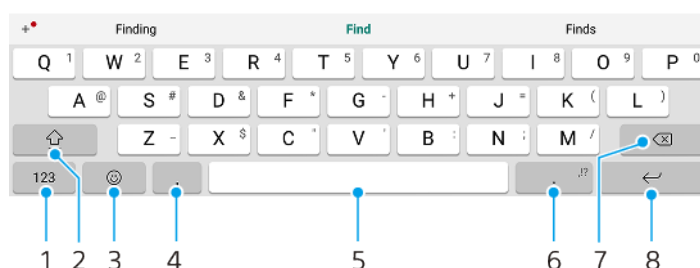 + Finding Find Finds
Q 1 W 2 E 3 R 4 T 5 Y 6 U 7 I 8 O 9 P 0
A @ S # D & F * G - H + J = K ( L )
Z _ X $ C " V ' B : N ; M /
123 , . ,!?
1 2 3 4 5 6 7 8